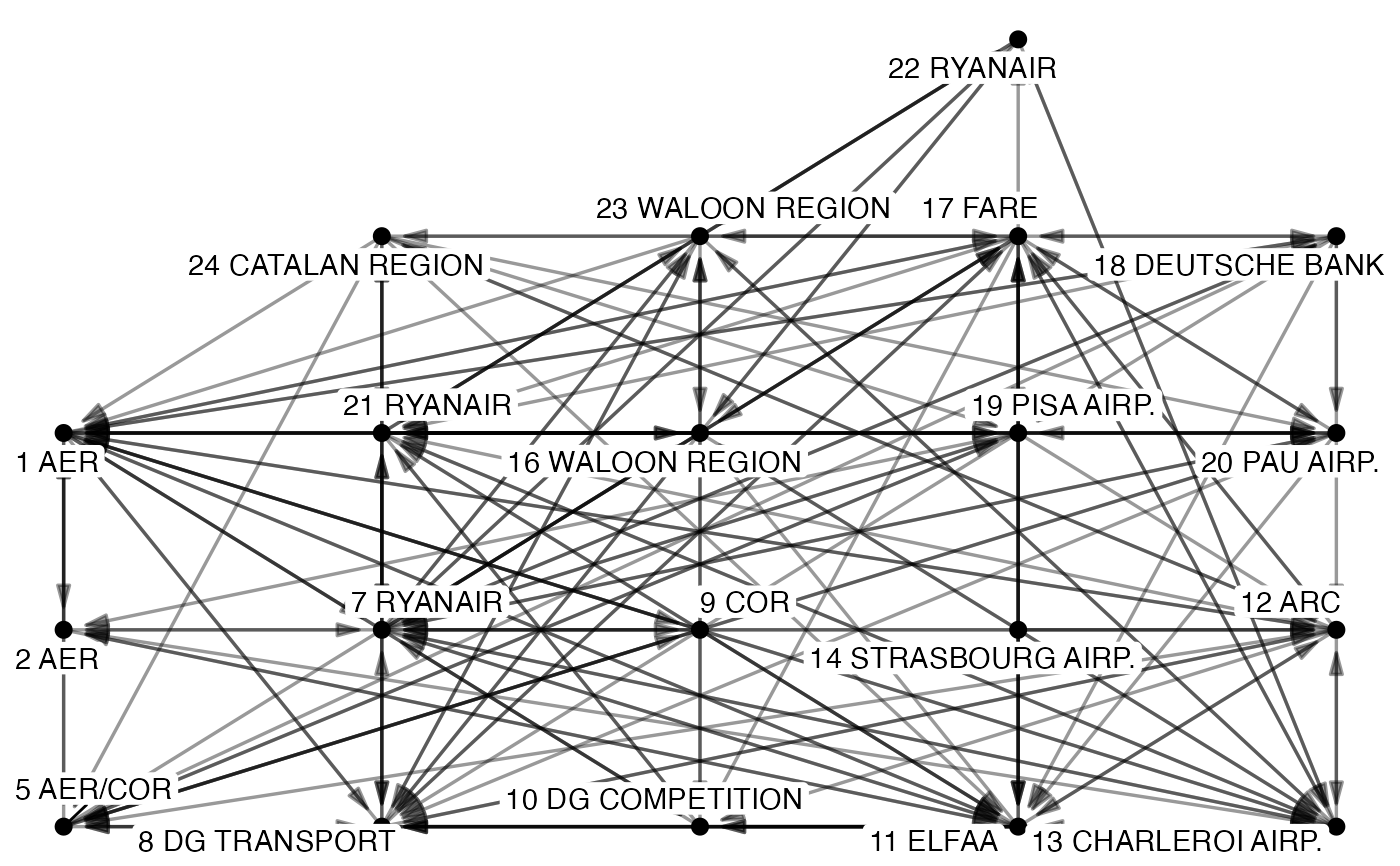 22 RYANAIR
23 WALOON REGION
17 FARE
24 CATALAN REGION
18 DEUTSCHE BANK
21 RYANAIR
19 PISA AIRP.
1 AER
16 WALOON REGION
20 PAU AIRP.
7 RYANAIR
9 COR
12 ARC
2 AER
14 STRASBOURG AIRP.
5 AER/COR
10 DG COMPETITION
8 DG TRANSPORT
11 ELFAA
13 CHARLEROI AIRP.